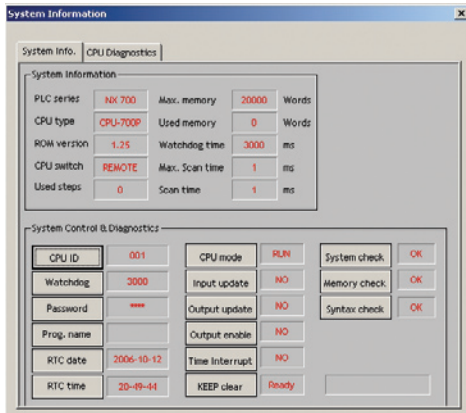 System Information x
System Info. CPU Diagnostics
System Information
PLC series NX 700 Max. memory 20000 Words
CPU type CPU-700P Used memory 0 Words
ROM version 1.25 Watchdog time 3000 ms
CPU switch REMOTE Max. Scan time 1 ms
Used steps 0 Scan time 1 ms
System Control & Diagnostics
CPU ID 001 CPU mode RUN System check OK
Watchdog 3000 Input update NO Memory check OK
Password **** Output update NO Syntax check OK
Prog. name Output enable NO
RTC date 2006-10-12 Time Interrupt NO
RTC time 20-49-44 KEEP clear Ready